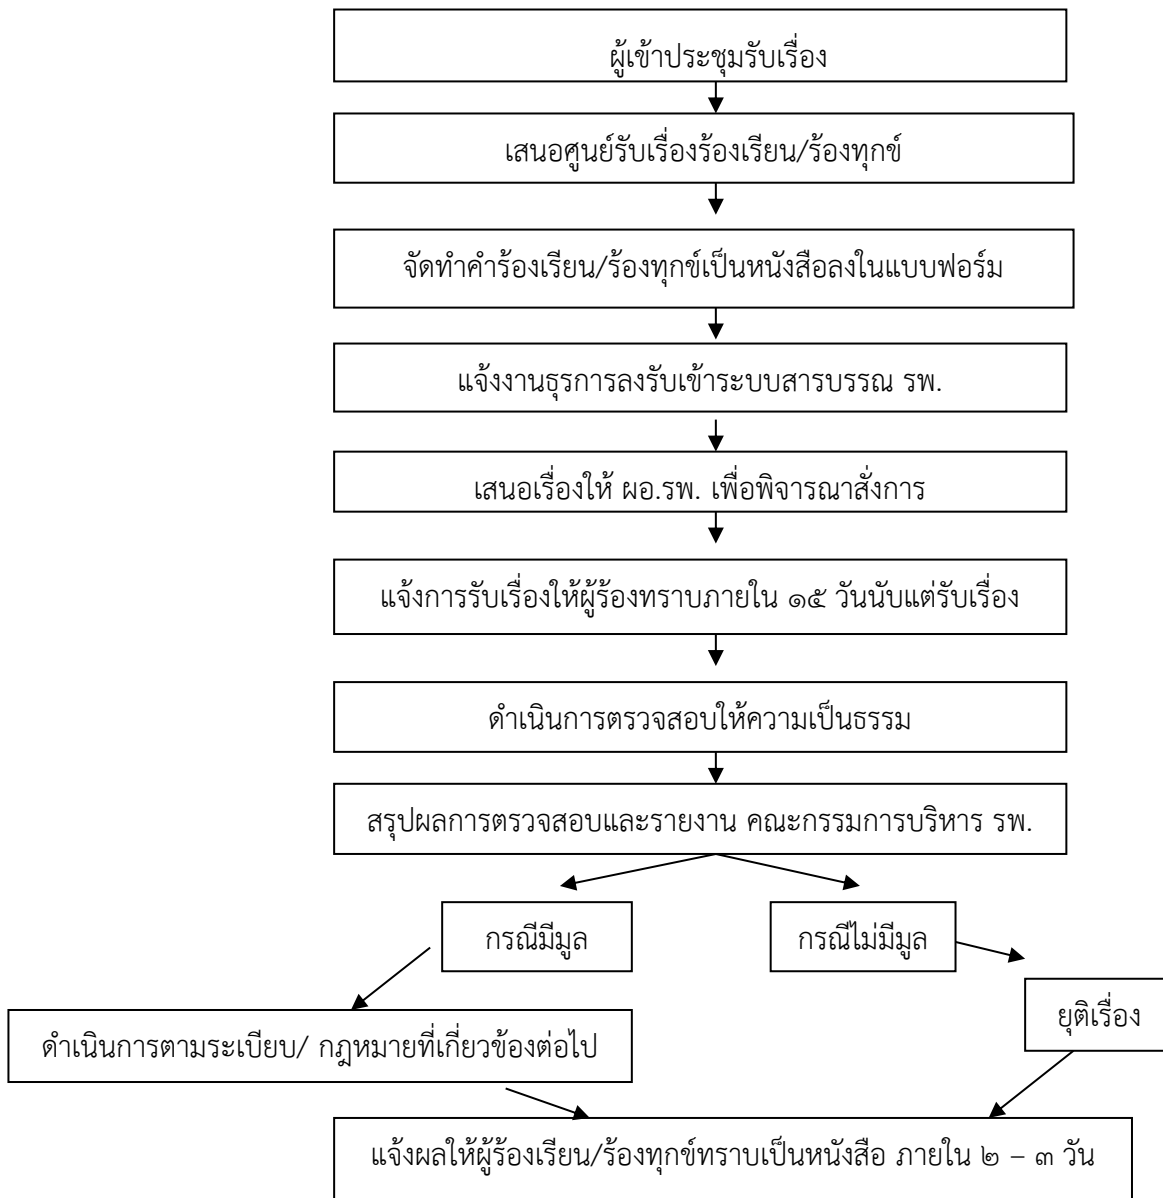 ผู้เข้าประชุมรับเรื่อง
เสนอศูนย์รับเรื่องร้องเรียน/ร้องทุกข์
จัดทำคำร้องเรียน/ร้องทุกข์เป็นหนังสือลงในแบบฟอร์ม
แจ้งงานธุรการลงรับเข้าระบบสารบรรณ รพ.
เสนอเรื่องให้ ผอ.รพ. เพื่อพิจารณาสั่งการ
แจ้งการรับเรื่องให้ผู้ร้องทราบภายใน ๑๕ วันนับแต่รับเรื่อง
ดำเนินการตรวจสอบให้ความเป็นธรรม
สรุปผลการตรวจสอบและรายงาน คณะกรรมการบริหาร รพ.
กรณีมีมูล
กรณีไม่มีมูล
ยุติเรื่อง
ดำเนินการตามระเบียบ/ กฎหมายที่เกี่ยวข้องต่อไป
แจ้งผลให้ผู้ร้องเรียน/ร้องทุกข์ทราบเป็นหนังสือ ภายใน ๒ – ๓ วัน